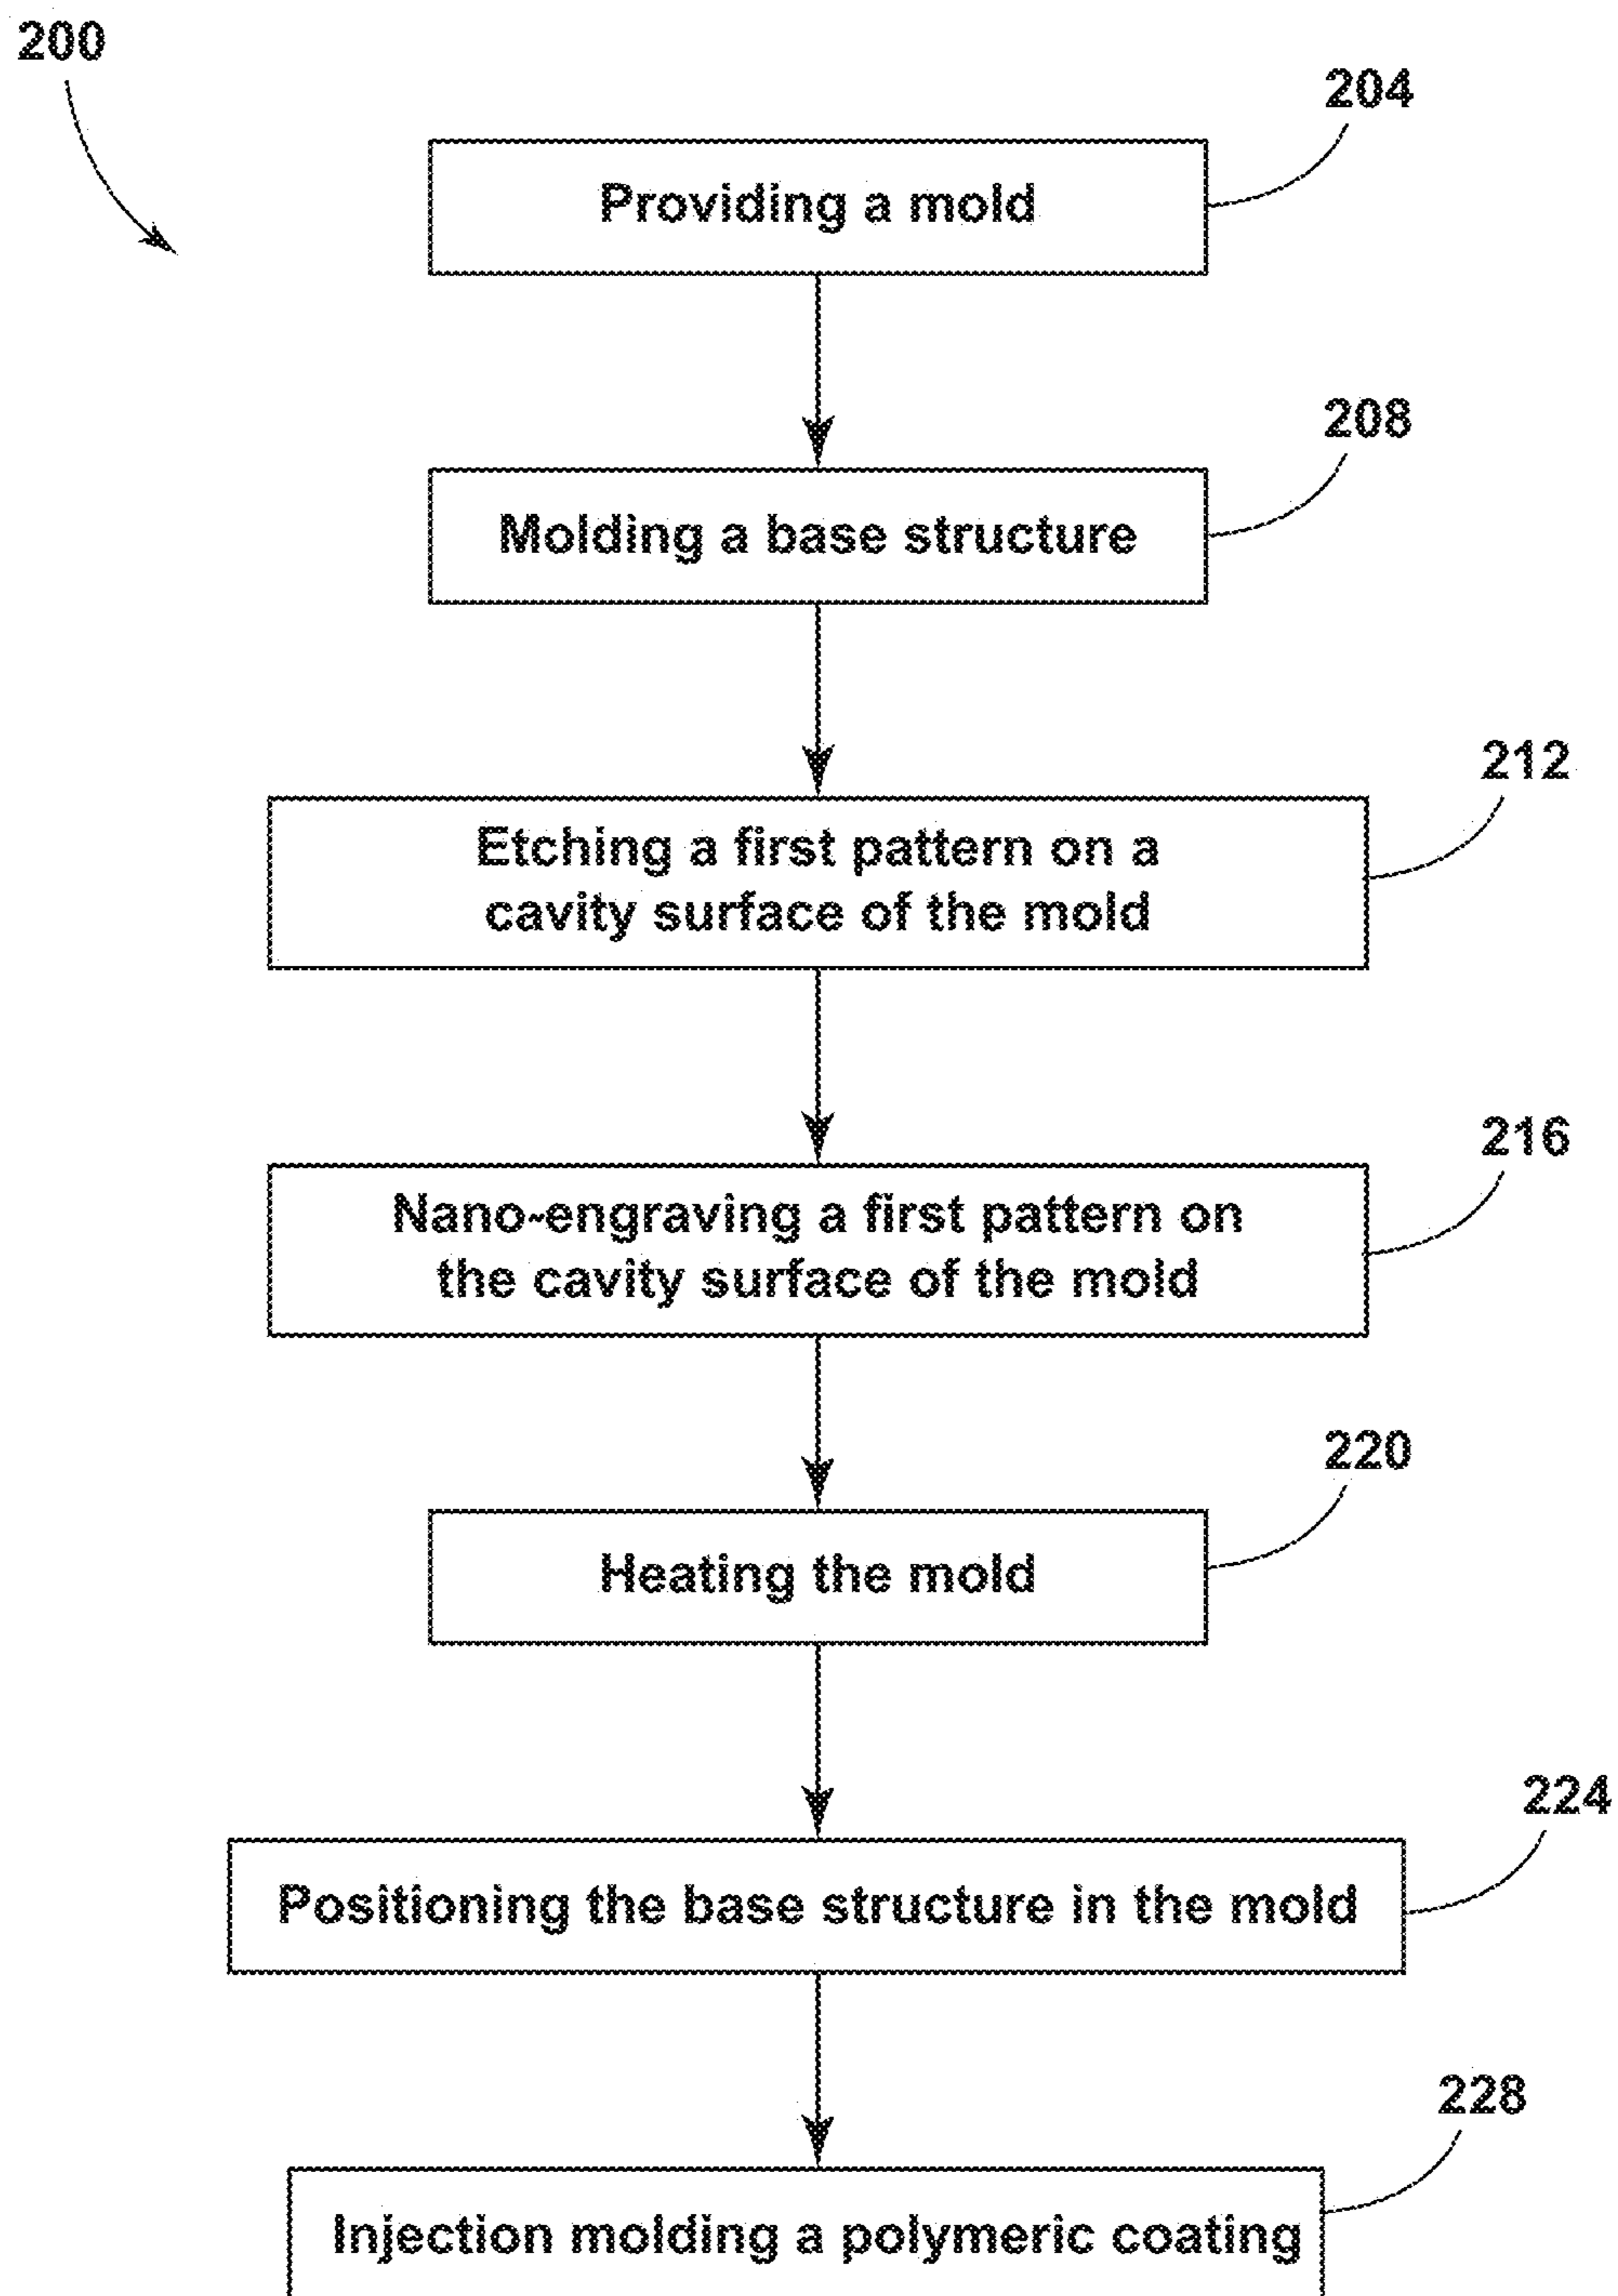 200
204
Providing a mold
208
Molding a base structure
212
Etching a first pattern on a
cavity surface of the mold
216
Nano-engraving a first pattern on
the cavity surface of the mold
220
Heating the mold
224
Positioning the base structure in the mold
228
Injection molding a polymeric coating